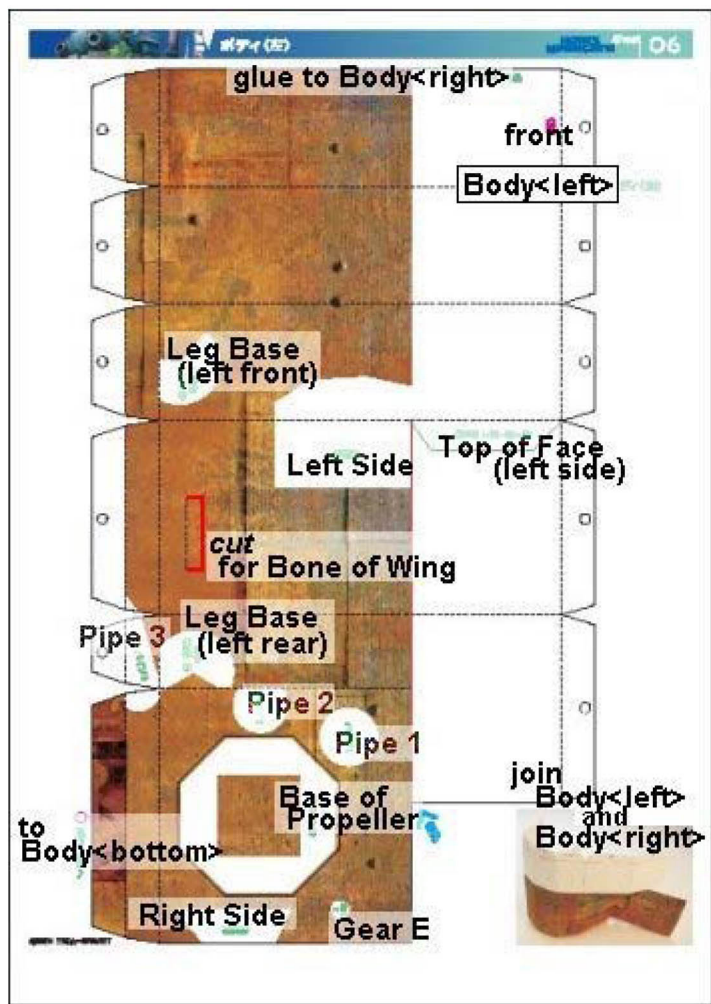 ボディ(左)
06
glue to Body<right>
front
Body<left>
Leg Base
(left front)
Left Side
Top of Face
(left side)
cut
for Bone of Wing
Leg Base
(left rear)
Pipe 3
Pipe 2
Pipe 1
Base of
Propeller
join
Body<left>
and
Body<right>
to
Body<bottom>
Right Side
Gear E